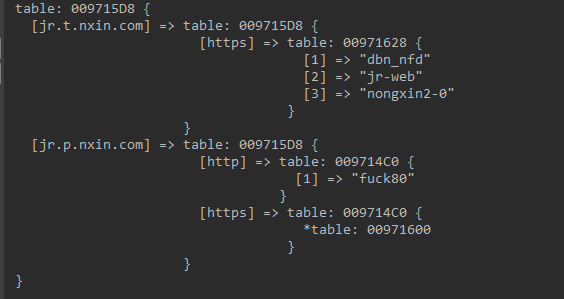 table: 009715D8 {
[jr.t.nxin.com] => table: 009715D8 {
[https] => table: 00971628 {
[1] => "dbn_nfd"
[2] => "jr-web"
[3] => "nongxin2-0"
}
}
[jr.p.nxin.com] => table: 009715D8 {
[http] => table: 009714C0 {
[1] => "fuck80"
}
[https] => table: 009714C0 {
*table: 00971600
}
}
}